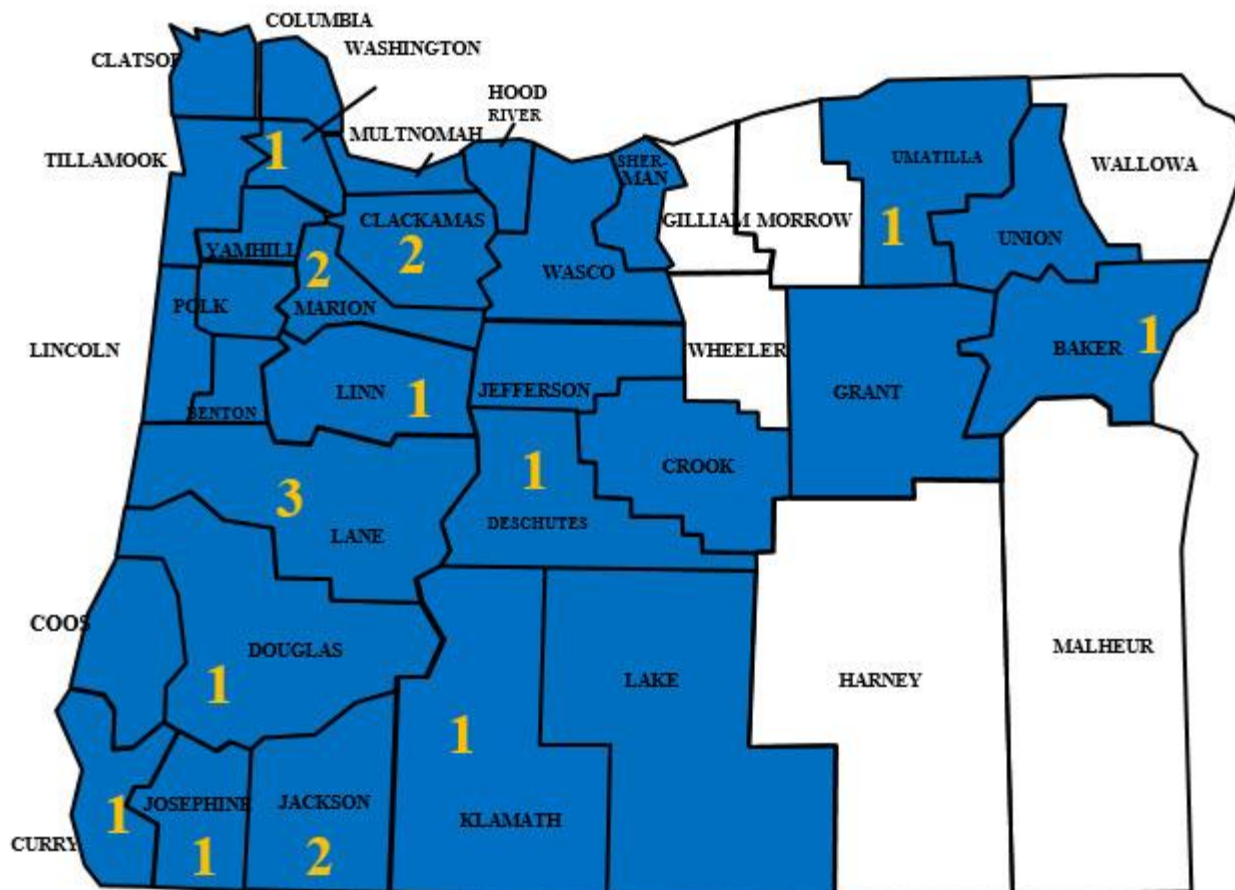 COLUMBIA
WASHINGTON
CLATSOP
HOOD
RIVER
MULTNOMAH
TILLAMOOK
1
SHER-
MAN
UMATILLA
WALLOWA
GILLIAM
MORROW
1
CLACKAMAS
2
YAMHILL
2
UNION
WASCO
POLK
MARION
LINCOLN
WHEELER
BAKER
1
LINN
1
JEFFERSON
GRANT
BENTON
3
LANE
1
DESCHUTES
CROOK
COOS
DOUGLAS
1
LAKE
HARNEY
MALHEUR
1
KLAMATH
CURRY
1
JOSEPHINE
1
JACKSON
2